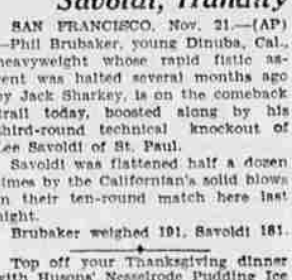 Savoldi, Handily
SAN FRANCISCO, Nov. 21.—(AP)
—Phil Brubaker, young Dinuba, Cal.,
heavyweight whose rapid fistic as-
cent was halted several months ago
by Jack Sharkey, is on the comeback
trail today, boosted along by his
third-round technical knockout of
Lee Savoldi of St. Paul.
Savoldi was flattened half a dozen
times by the Californian's solid blows
in their ten-round match here last
night.
Brubaker weighed 191, Savoldi 181.
Top off your Thanksgiving dinner
with Husons' Nesselrode Pudding Ice